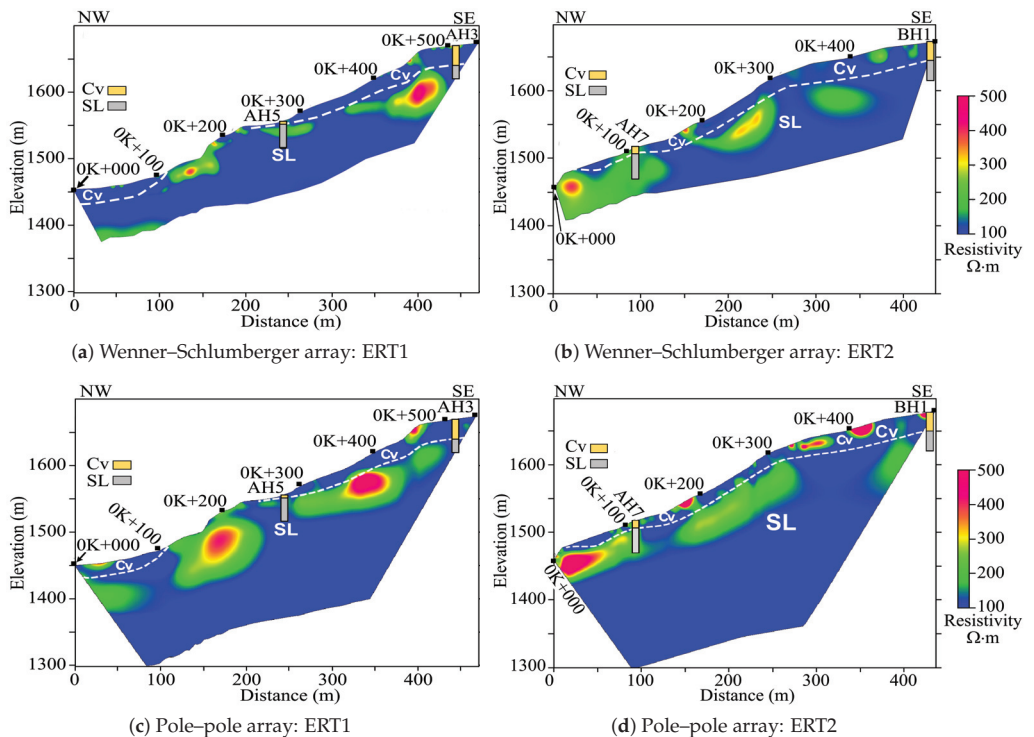 NW
SE
AH3
0K+500
0K+400
Cv
0K+300
AH5
0K+200
0K+100
0K+000
Cv
SL
Cv
SL
1600
1500
1400
1300
Elevation (m)
0
100
200
300
400
Distance (m)
(a) Wenner–Schlumberger array: ERT1
NW
SE
BH1
0K+400
Cv
0K+300
0K+200
Cv
AH7
0K+100
0K+000
Cv
SL
SL
1600
1500
1400
1300
Elevation (m)
0
100
200
300
400
Distance (m)
(b) Wenner–Schlumberger array: ERT2
500
400
300
200
100
Resistivity
Ω·m
NW
SE
AH3
0K+500
0K+400
Cv
0K+300
AH5
0K+200
0K+100
0K+000
Cv
SL
Cv
SL
1600
1500
1400
1300
Elevation (m)
0
100
200
300
400
Distance (m)
(c) Pole–pole array: ERT1
NW
SE
BH1
0K+400
Cv
Cv
0K+300
0K+200
Cv
AH7
0K+100
0K+000
Cv
SL
SL
1600
1500
1400
1300
Elevation (m)
0
100
200
300
400
Distance (m)
(d) Pole–pole array: ERT2
500
400
300
200
100
Resistivity
Ω·m